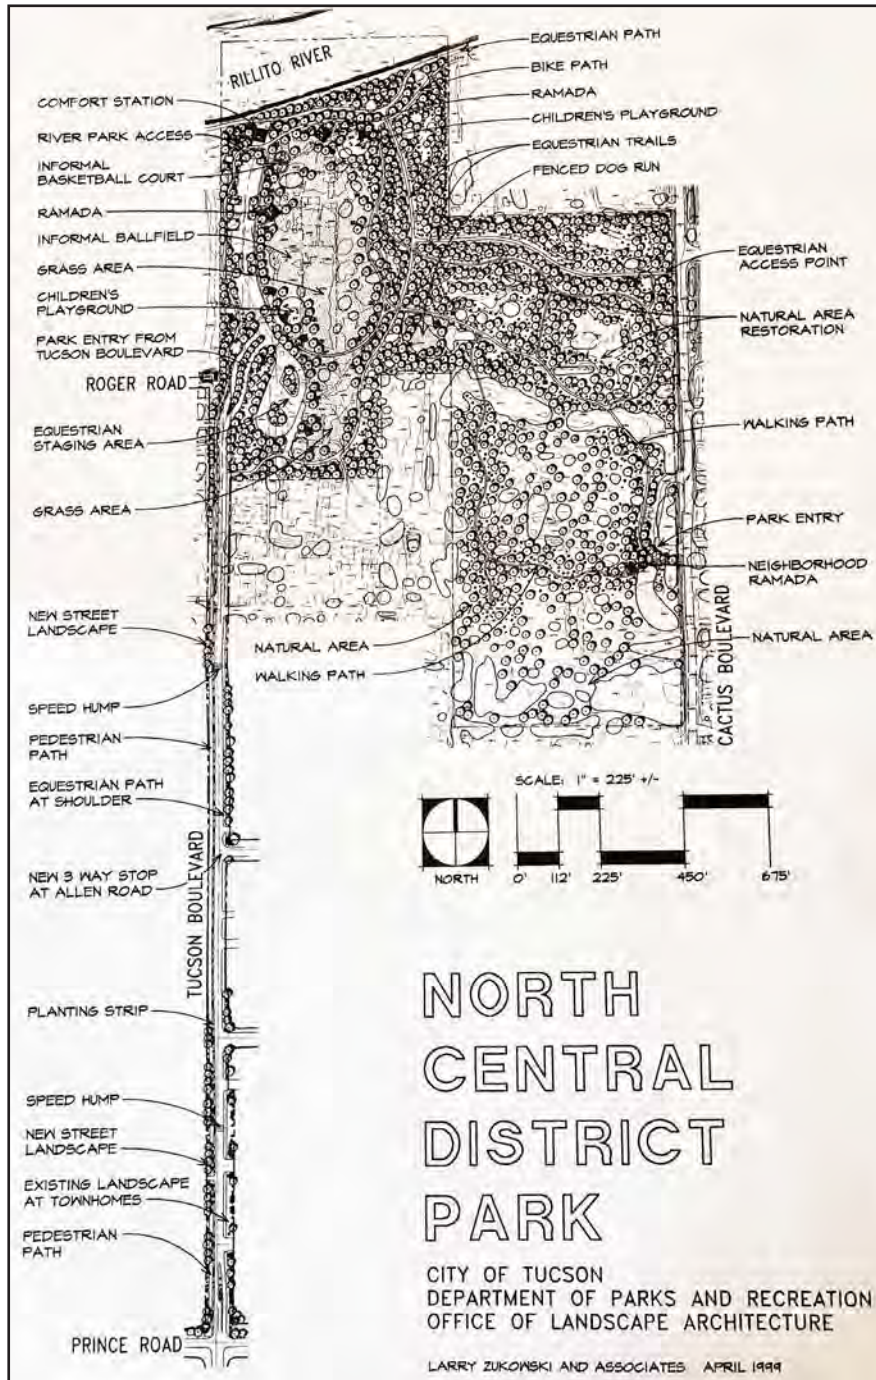 RILLITO RIVER
COMFORT STATION
RIVER PARK ACCESS
INFORMAL
BASKETBALL COURT
RAMADA
INFORMAL BALLFIELD
GRASS AREA
CHILDREN'S
PLAYGROUND
PARK ENTRY FROM
TUCSON BOULEVARD
ROGER ROAD
EQUESTRIAN
STAGING AREA
GRASS AREA
NEW STREET
LANDSCAPE
SPEED HUMP
PEDESTRIAN
PATH
EQUESTRIAN PATH
AT SHOULDER
NEW 3 WAY STOP
AT ALLEN ROAD
TUCSON BOULEVARD
PLANTING STRIP
SPEED HUMP
NEW STREET
LANDSCAPE
EXISTING LANDSCAPE
AT TOWNHOMES
PEDESTRIAN
PATH
PRINCE ROAD
EQUESTRIAN PATH
BIKE PATH
RAMADA
CHILDREN'S PLAYGROUND
EQUESTRIAN TRAILS
FENCED DOG RUN
EQUESTRIAN
ACCESS POINT
NATURAL AREA
RESTORATION
WALKING PATH
PARK ENTRY
NEIGHBORHOOD
RAMADA
NATURAL AREA
CACTUS BOULEVARD
NATURAL AREA
WALKING PATH
SCALE: 1" = 225' +/-
NORTH
0' 112' 225' 450' 675'
NORTH
CENTRAL
DISTRICT
PARK
CITY OF TUCSON
DEPARTMENT OF PARKS AND RECREATION
OFFICE OF LANDSCAPE ARCHITECTURE
LARRY ZUKOWSKI AND ASSOCIATES APRIL 1999